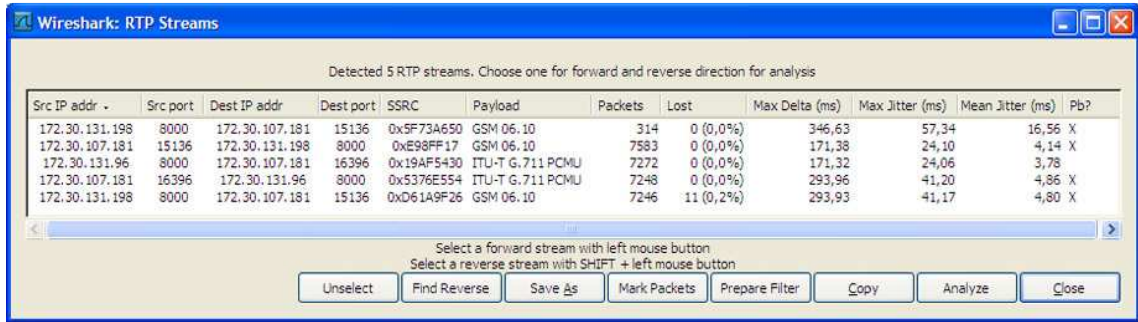 Wireshark: RTP Streams
Detected 5 RTP streams. Choose one for forward and reverse direction for analysis
Src IP addr Src port Dest IP addr Dest port SSRC Payload Packets Lost Max Delta (ms) Max Jitter (ms) Mean Jitter (ms) Pb?
172.30.131.198 8000 172.30.107.181 15136 0x5F73A650 GSM 06.10 314 0 (0,0%) 346,63 57,34 16,56 X
172.30.107.181 15136 172.30.131.198 8000 0xE98FF17 GSM 06.10 7583 0 (0,0%) 171,38 24,10 4,14 X
172.30.131.96 8000 172.30.107.181 16396 0x19AF5430 ITU-T G.711 PCMU 7272 0 (0,0%) 171,32 24,06 3,78
172.30.107.181 16396 172.30.131.96 8000 0x5376E554 ITU-T G.711 PCMU 7248 0 (0,0%) 293,96 41,20 4,86 X
172.30.131.198 8000 172.30.107.181 15136 0xD61A9F26 GSM 06.10 7246 11 (0,2%) 293,93 41,17 4,80 X
Select a forward stream with left mouse button
Select a reverse stream with SHIFT + left mouse button
Unselect Find Reverse Save As Mark Packets Prepare Filter Copy Analyze Close